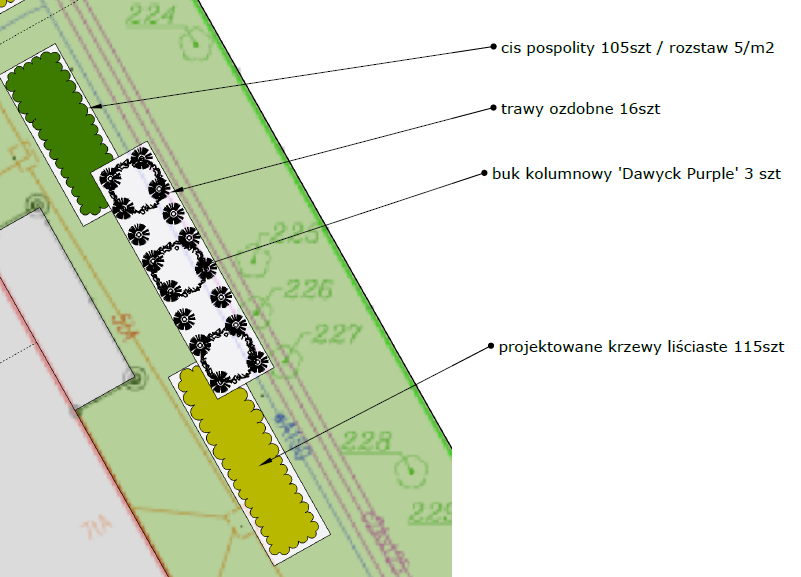 224
cis pospolity 105szt / rozstaw 5/m2
trawy ozdobne 16szt
buk kolumnowy 'Dawyck Purple' 3 szt
225
226
227
projektowane krzewy liściaste 115szt
228
229